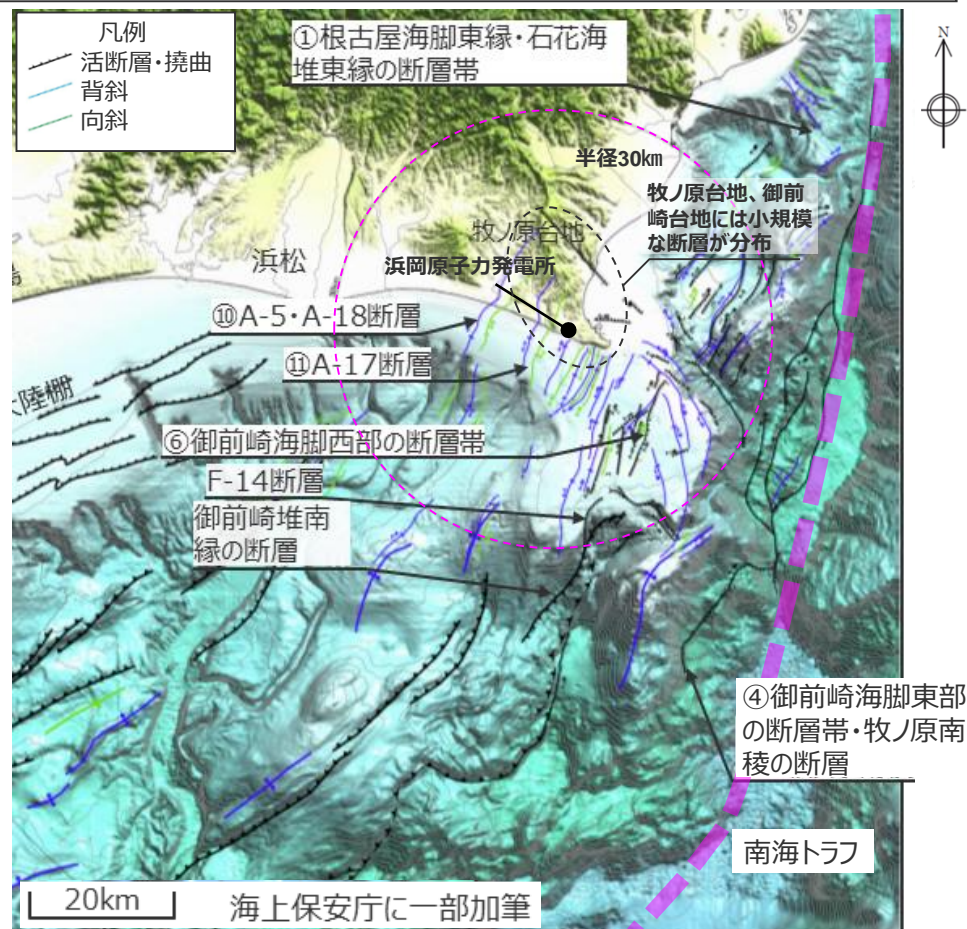 凡例
活断層・撓曲
背斜
向斜
①根古屋海脚東縁・石花海
堆東縁の断層帯
N
半径30km
牧ノ原台地、御前
崎台地には小規模
な断層が分布
牧ノ原台地
浜松
浜岡原子力発電所
⑩A-5・A-18断層
⑪A-17断層
陸棚
⑥御前崎海脚西部の断層帯
F-14断層
御前崎堆南
縁の断層
④御前崎海脚東部
の断層帯・牧ノ原南
稜の断層
南海トラフ
20km
海上保安庁に一部加筆